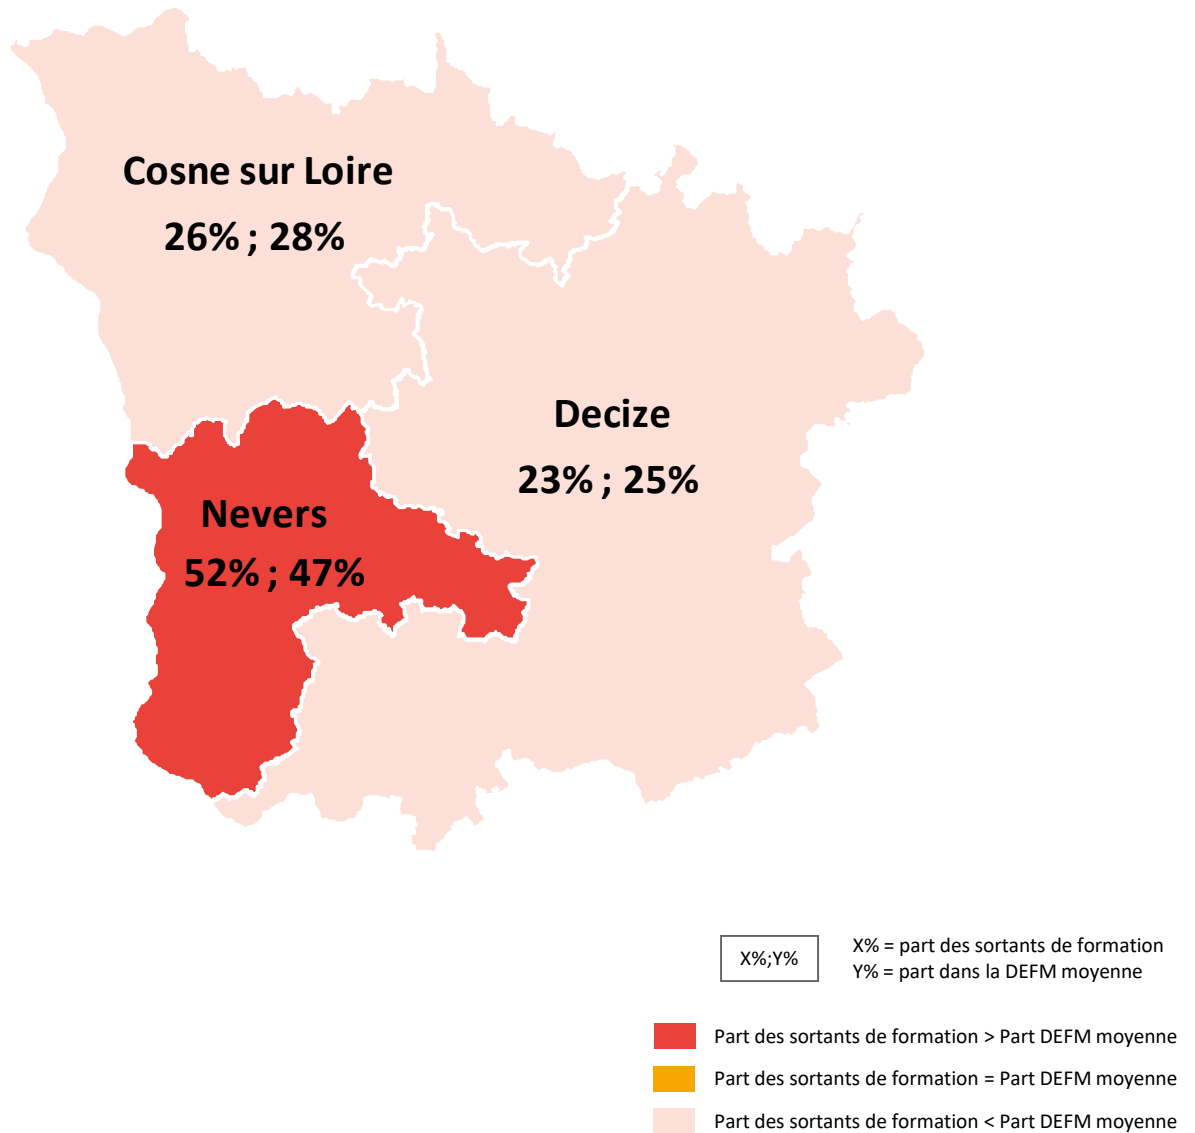 Cosne sur Loire
26% ; 28%
Decize
23% ; 25%
Nevers
52% ; 47%
X%;Y%
X% = part des sortants de formation
Y% = part dans la DEFM moyenne
Part des sortants de formation > Part DEFM moyenne
Part des sortants de formation = Part DEFM moyenne
Part des sortants de formation < Part DEFM moyenne